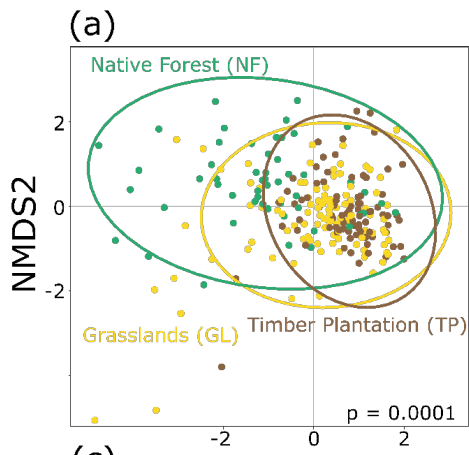 (a)
Native Forest (NF)
2
0
-2
NMDS2
Grasslands (GL)
Timber Plantation (TP)
p = 0.0001
-2 0 2